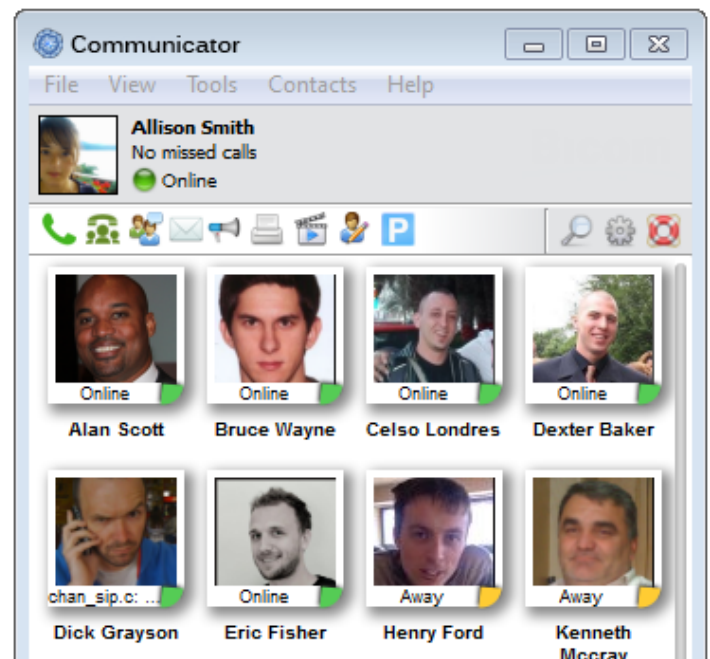 Communicator
File View Tools Contacts Help
Allison Smith
No missed calls
Online
P
Online Online Online Online
Alan Scott Bruce Wayne Celso Londres Dexter Baker
chan_sip.c: ... Online Away Away
Dick Grayson Eric Fisher Henry Ford Kenneth
Mccray